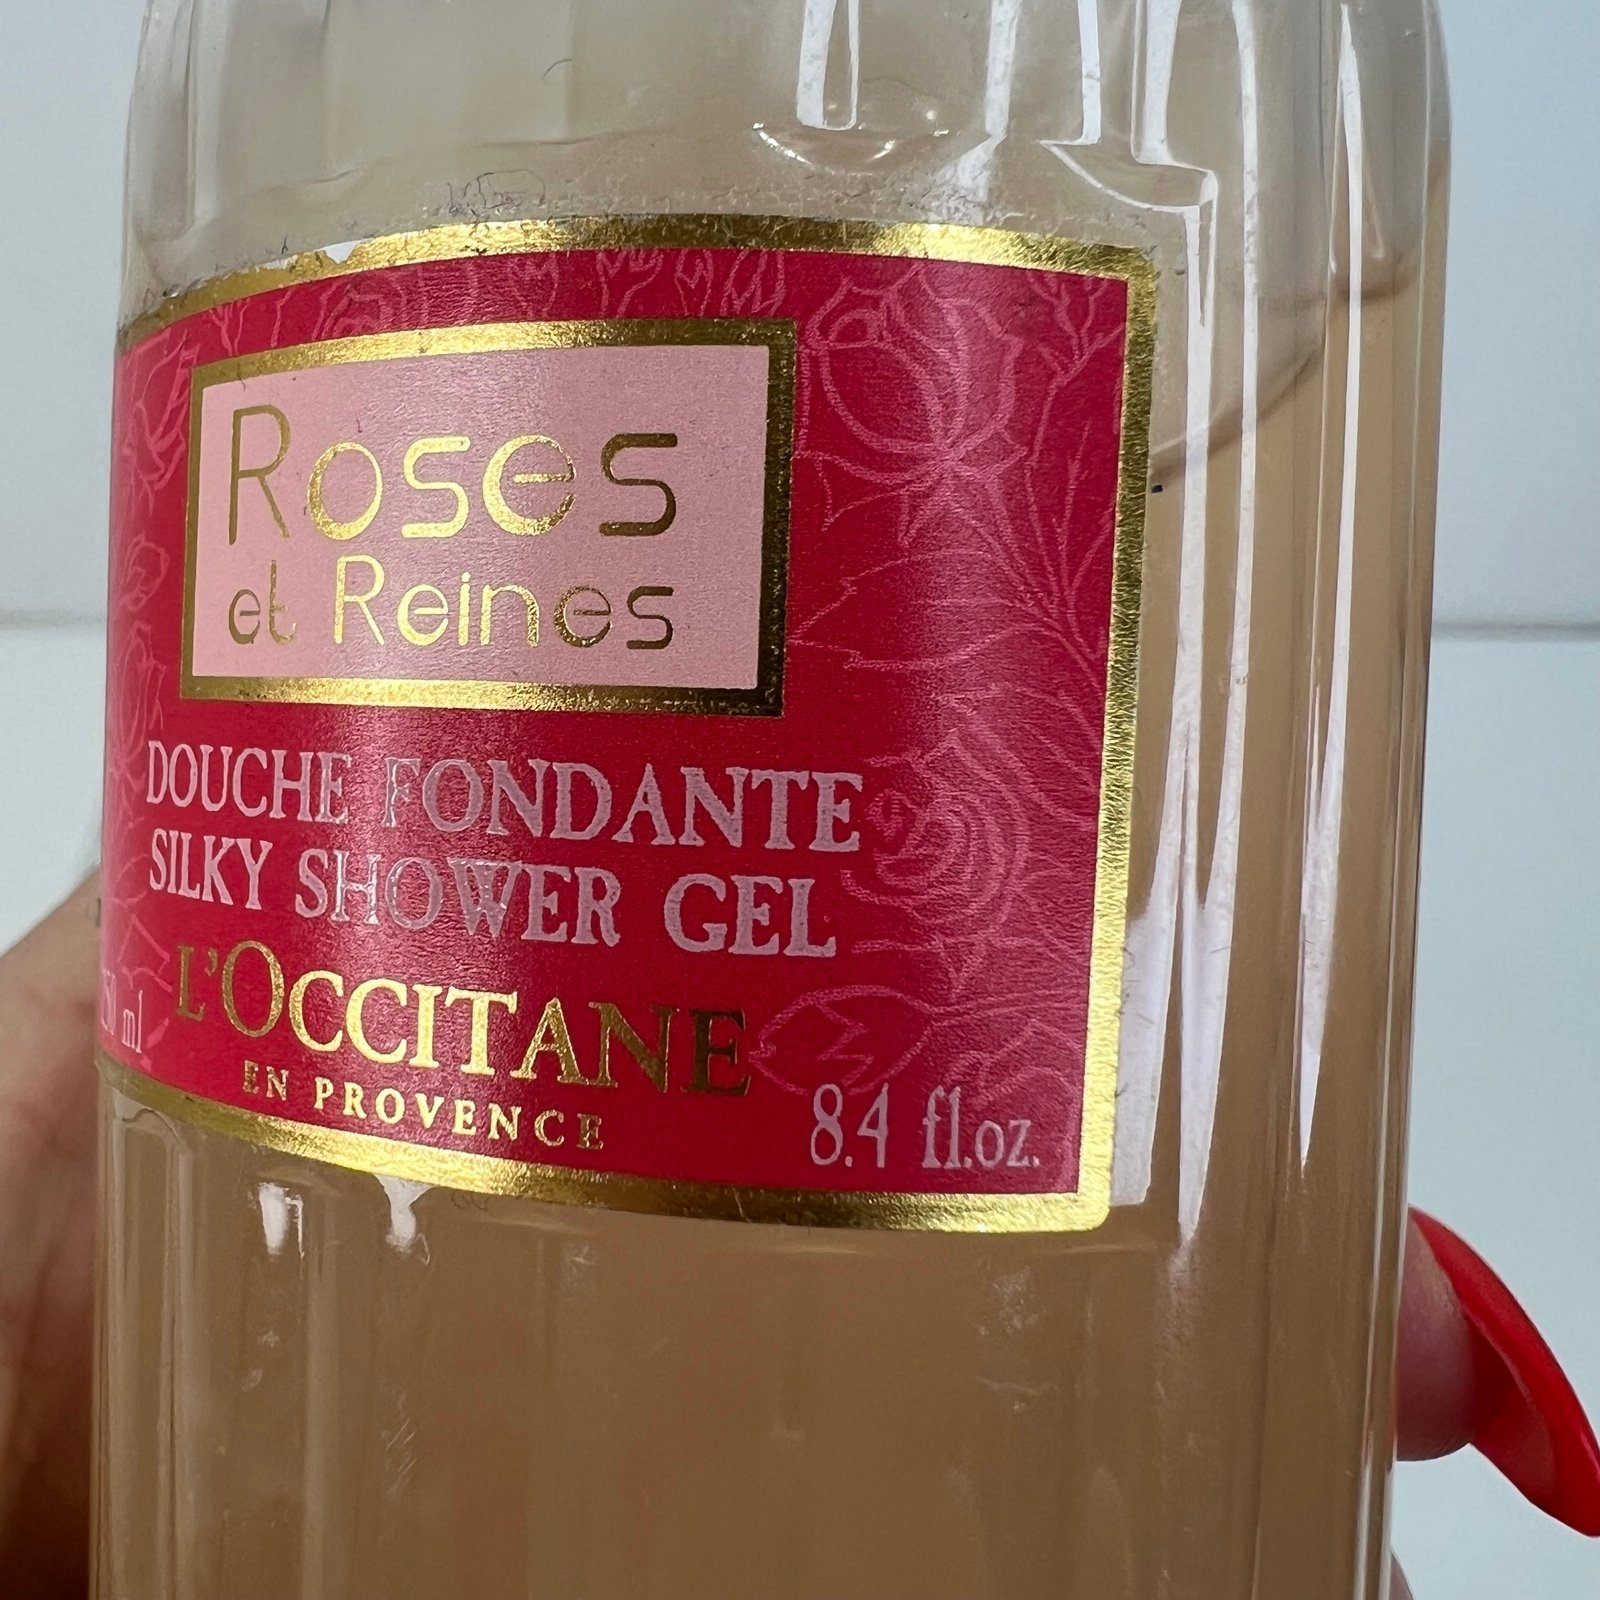 Roses
et Reines
DOUCHE FONDANTE
SILKY SHOWER GEL
L'OCCITANE
EN PROVENCE
ml
8.4 fl.oz.